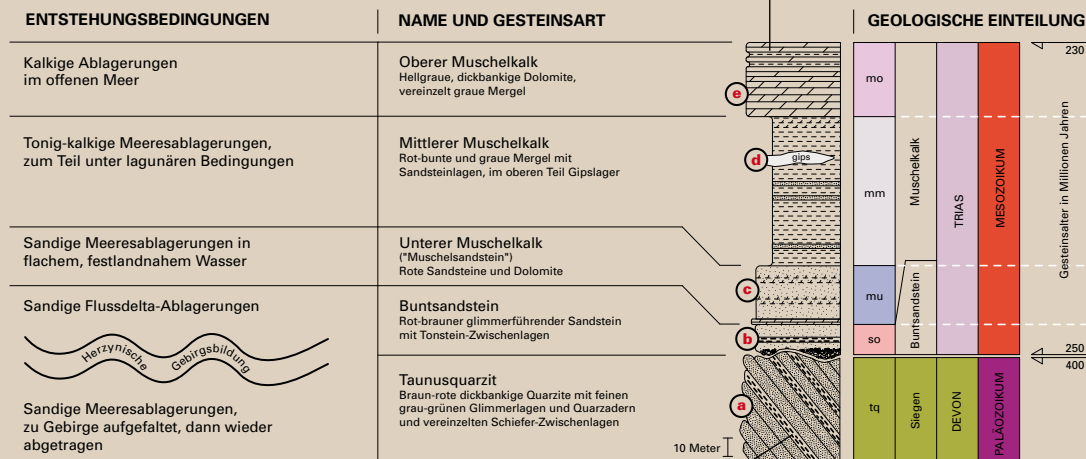 ENTSTEHUNGSBEDINGUNGEN
NAME UND GESTEINSART
GEOLOGISCHE EINTEILUNG
Kalkige Ablagerungen
im offenen Meer
Oberer Muschelkalk
Hellgraue, dickbankige Dolomite,
vereinzelt graue Mergel
e
mo
230
Tonig-kalkige Meeresablagerungen,
zum Teil unter lagunären Bedingungen
Mittlerer Muschelkalk
Rot-bunte und graue Mergel mit
Sandsteinlagen, im oberen Teil Gipslager
d
gips
mm
Muschelkalk
TRIAS
MESOZOIKUM
Gesteinsalter in Millionen Jahren
Sandige Meeresablagerungen in
flachem, festlandnahem Wasser
Unterer Muschelkalk
("Muschelsandstein")
Rote Sandsteine und Dolomite
c
mu
Sandige Flussdelta-Ablagerungen
Buntsandstein
Rot-brauner glimmerführender Sandstein
mit Tonstein-Zwischenlagen
b
so
Buntsandstein
250
400
Herzynische Gebirgsbildung
Sandige Meeresablagerungen,
zu Gebirge aufgefaltet, dann wieder
abgetragen
Taunusquarzit
Braun-rote dickbankige Quarzite mit feinen
grau-grünen Glimmerlagen und Quarzadern
und vereinzelten Schiefer-Zwischenlagen
a
10 Meter
tq
Siegen
DEVON
PALÄOZOIKUM